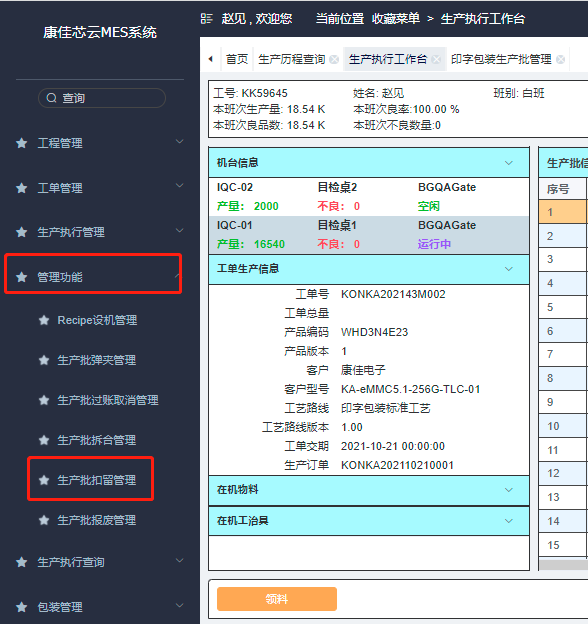 康佳芯云MES系统
查询
工程管理
工单管理
生产执行管理
管理功能
Recipe设机管理
生产批弹夹管理
生产批过账取消管理
生产批拆合管理
生产批扣留管理
生产批报废管理
生产执行查询
包装管理
赵见 , 欢迎您 当前位置 收藏菜单 > 生产执行工作台
首页 生产历程查询 生产执行工作台 印字包装生产批管理
工号: KK59645 姓名: 赵见 班别: 白班
本班次生产量: 18.54 K 本班次良率:100.00 %
本班次良品数: 18.54 K 本班次不良数量:0
机台信息
IQC-02 目检桌2 BGQAGate
产量: 2000 不良: 0 空闲
IQC-01 目检桌1 BGQAGate
产量: 16540 不良: 0 运行中
工单生产信息
工单号 KONKA202143M002
工单总量
产品编码 WHD3N4E23
产品版本 1
客户 康佳电子
客户型号 KA-eMMC5.1-256G-TLC-01
工艺路线 印字包装标准工艺
工艺路线版本 1.00
工单交期 2021-10-21 00:00:00
生产订单 KONKA202110210001
在机物料
在机工治具
领料
生产批信
序号
1
2
3
4
5
6
7
8
9
10
11
12
13
14
15